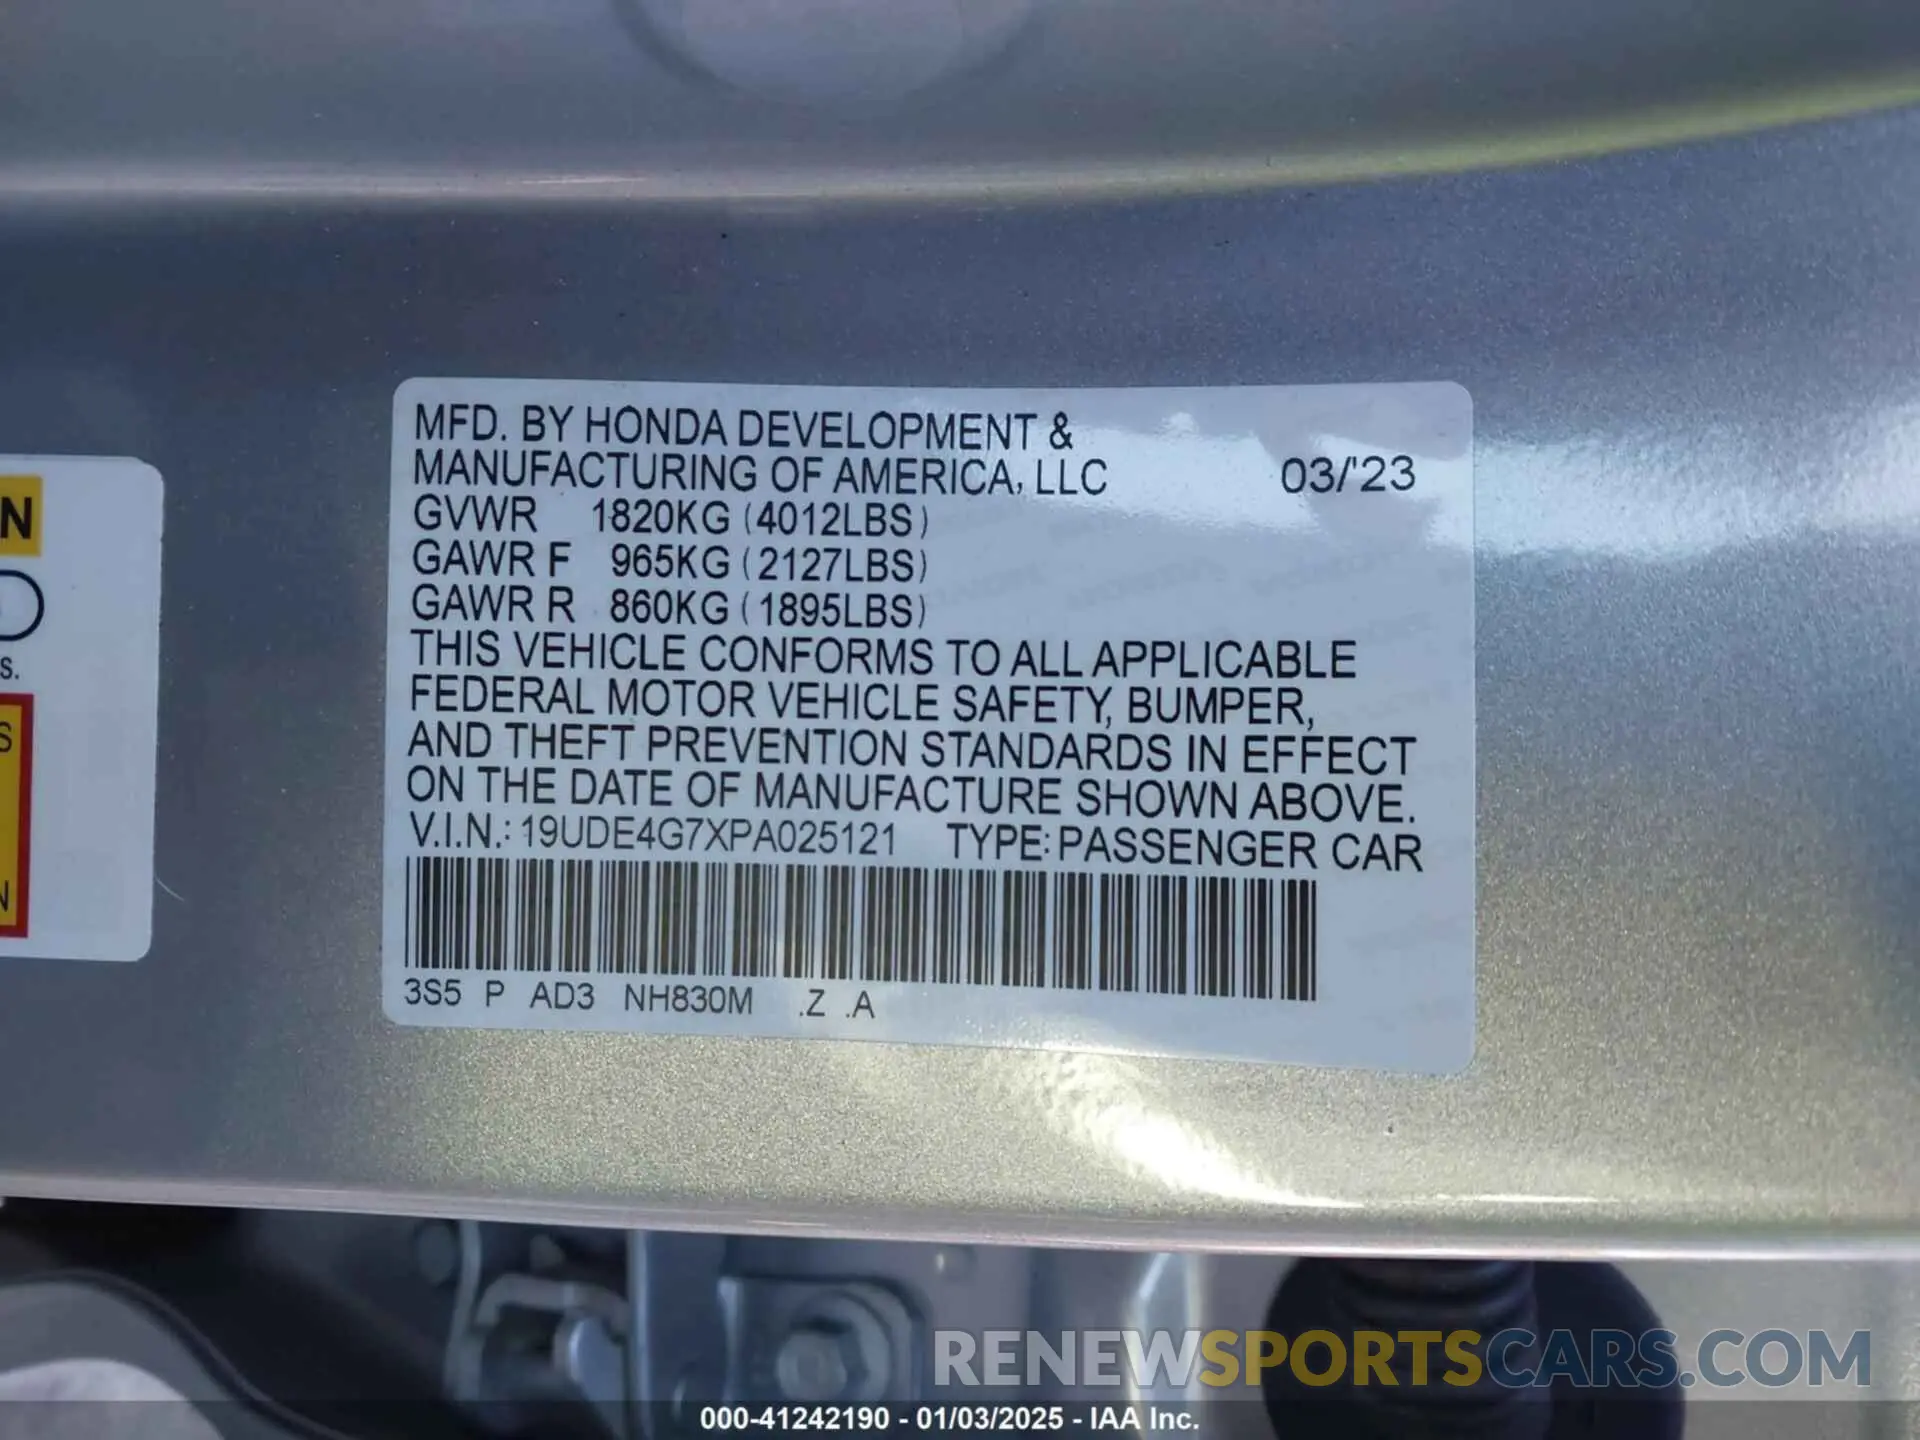 MFD. BY HONDA DEVELOPMENT &
MANUFACTURING OF AMERICA, LLC 03/'23
GVWR 1820KG (4012LBS)
GAWR F 965KG (2127LBS)
GAWR R 860KG (1895LBS)
THIS VEHICLE CONFORMS TO ALL APPLICABLE
FEDERAL MOTOR VEHICLE SAFETY, BUMPER,
AND THEFT PREVENTION STANDARDS IN EFFECT
ON THE DATE OF MANUFACTURE SHOWN ABOVE.
V.I.N.: 19UDE4G7XPA025121 TYPE: PASSENGER CAR
3S5 P AD3 NH830M .Z .A
N
S.
S
N
RENEWSPORTSCARS.COM
000-41242190 - 01/03/2025 - IAA Inc.